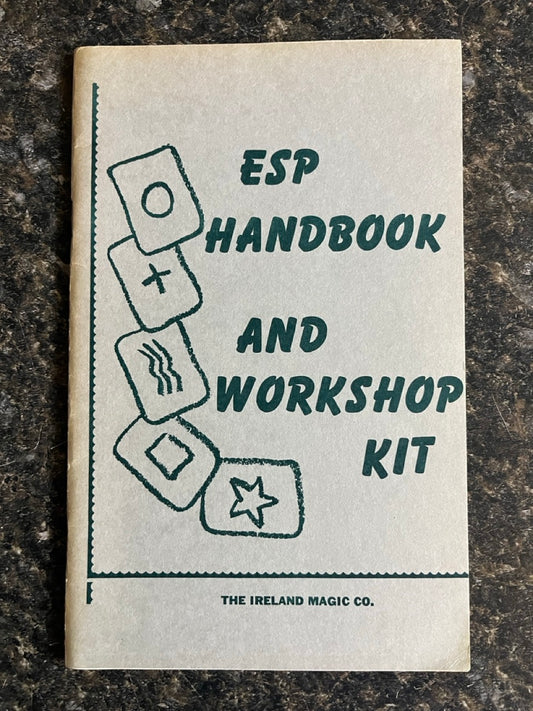 ESP
HANDBOOK
AND
WORKSHOP
KIT
THE IRELAND MAGIC CO.